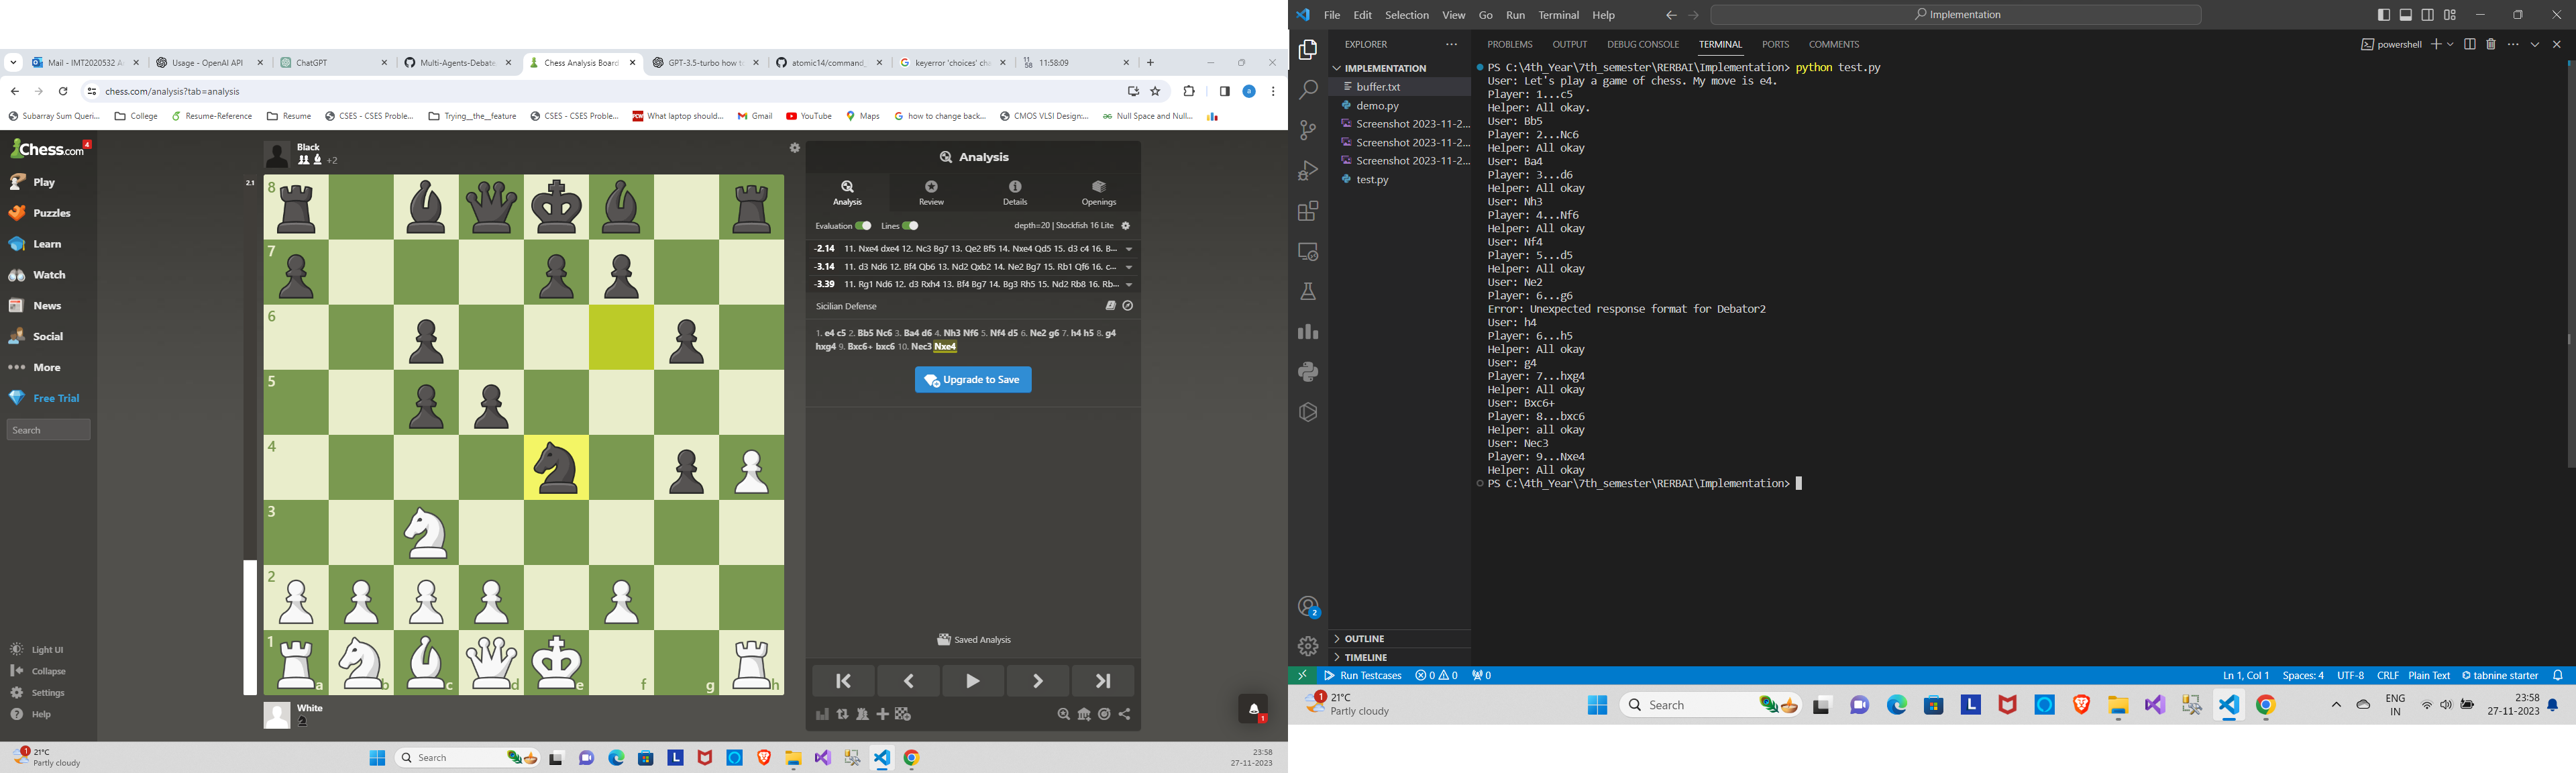 Mail - IMT2020532 A
Usage - OpenAI API
ChatGPT
Multi-Agents-Debate
Chess Analysis Board
GPT-3.5-turbo how t
atomic14/command_
keyerror 'choices' ch
11:58:09
chess.com/analysis?tab=analysis
Subarray Sum Queri...
College
Resume-Reference
Resume
CSES - CSES Proble...
Trying__the__feature
CSES - CSES Proble...
What laptop should...
Gmail
YouTube
Maps
how to change back...
CMOS VLSI Design:...
Null Space and Null...
Chess.com
4
Play
Puzzles
Learn
Watch
News
Social
More
Free Trial
Search
Light UI
Collapse
Settings
Help
Black
+2
2.1
8
7
6
5
4
3
2
1
a b c d e f g h
White
Analysis
Analysis
Review
Details
Openings
Evaluation
Lines
depth=20 | Stockfish 16 Lite
-2.14 11. Nxe4 dxe4 12. Nc3 Bg7 13. Qe2 Bf5 14. Nxe4 Qd5 15. d3 c4 16. B...
-3.14 11. d3 Nd6 12. Bf4 Qb6 13. Nd2 Qxb2 14. Ne2 Bg7 15. Rb1 Qf6 16. c...
-3.39 11. Rg1 Nd6 12. d3 Rxh4 13. Bf4 Bg7 14. Bg3 Rh5 15. Nd2 Rb8 16. Rb...
Sicilian Defense
1. e4 c5 2. Bb5 Nc6 3. Ba4 d6 4. Nh3 Nf6 5. Nf4 d5 6. Ne2 g6 7. h4 h5 8. g4
hxg4 9. Bxc6+ bxc6 10. Nec3 Nxe4
Upgrade to Save
Saved Analysis
1
1
21°C
Partly cloudy
Search
23:58
27-11-2023
File Edit Selection View Go Run Terminal Help
Implementation
EXPLORER
IMPLEMENTATION
buffer.txt
demo.py
Screenshot 2023-11-2...
Screenshot 2023-11-2...
Screenshot 2023-11-2...
test.py
OUTLINE
TIMELINE
2
PROBLEMS OUTPUT DEBUG CONSOLE TERMINAL PORTS COMMENTS
powershell
PS C:\4th_Year\7th_semester\RERBAI\Implementation> python test.py
User: Let's play a game of chess. My move is e4.
Player: 1...c5
Helper: All okay.
User: Bb5
Player: 2...Nc6
Helper: All okay
User: Ba4
Player: 3...d6
Helper: All okay
User: Nh3
Player: 4...Nf6
Helper: All okay
User: Nf4
Player: 5...d5
Helper: All okay
User: Ne2
Player: 6...g6
Error: Unexpected response format for Debator2
User: h4
Player: 6...h5
Helper: All okay
User: g4
Player: 7...hxg4
Helper: All okay
User: Bxc6+
Player: 8...bxc6
Helper: all okay
User: Nec3
Player: 9...Nxe4
Helper: All okay
PS C:\4th_Year\7th_semester\RERBAI\Implementation>
Run Testcases
0 0
0
Ln 1, Col 1
Spaces: 4
UTF-8
CRLF
Plain Text
tabnine starter
1
21°C
Partly cloudy
Search
ENG
IN
23:58
27-11-2023